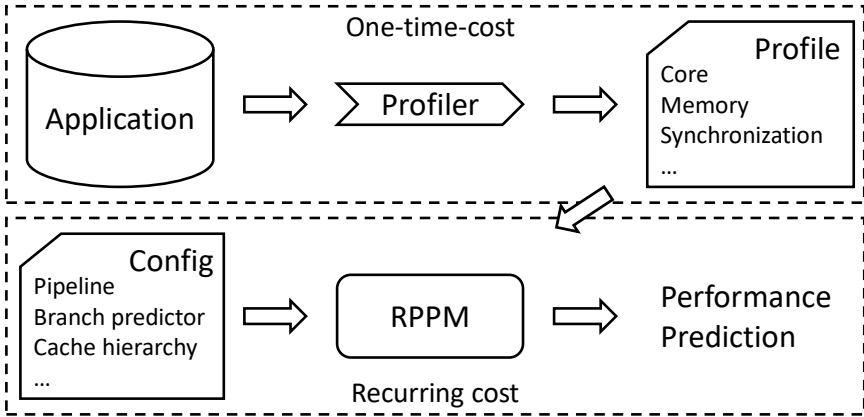 One-time-cost
Application
Profiler
Profile
Core
Memory
Synchronization
...
Config
Pipeline
Branch predictor
Cache hierarchy
...
RPPM
Performance
Prediction
Recurring cost